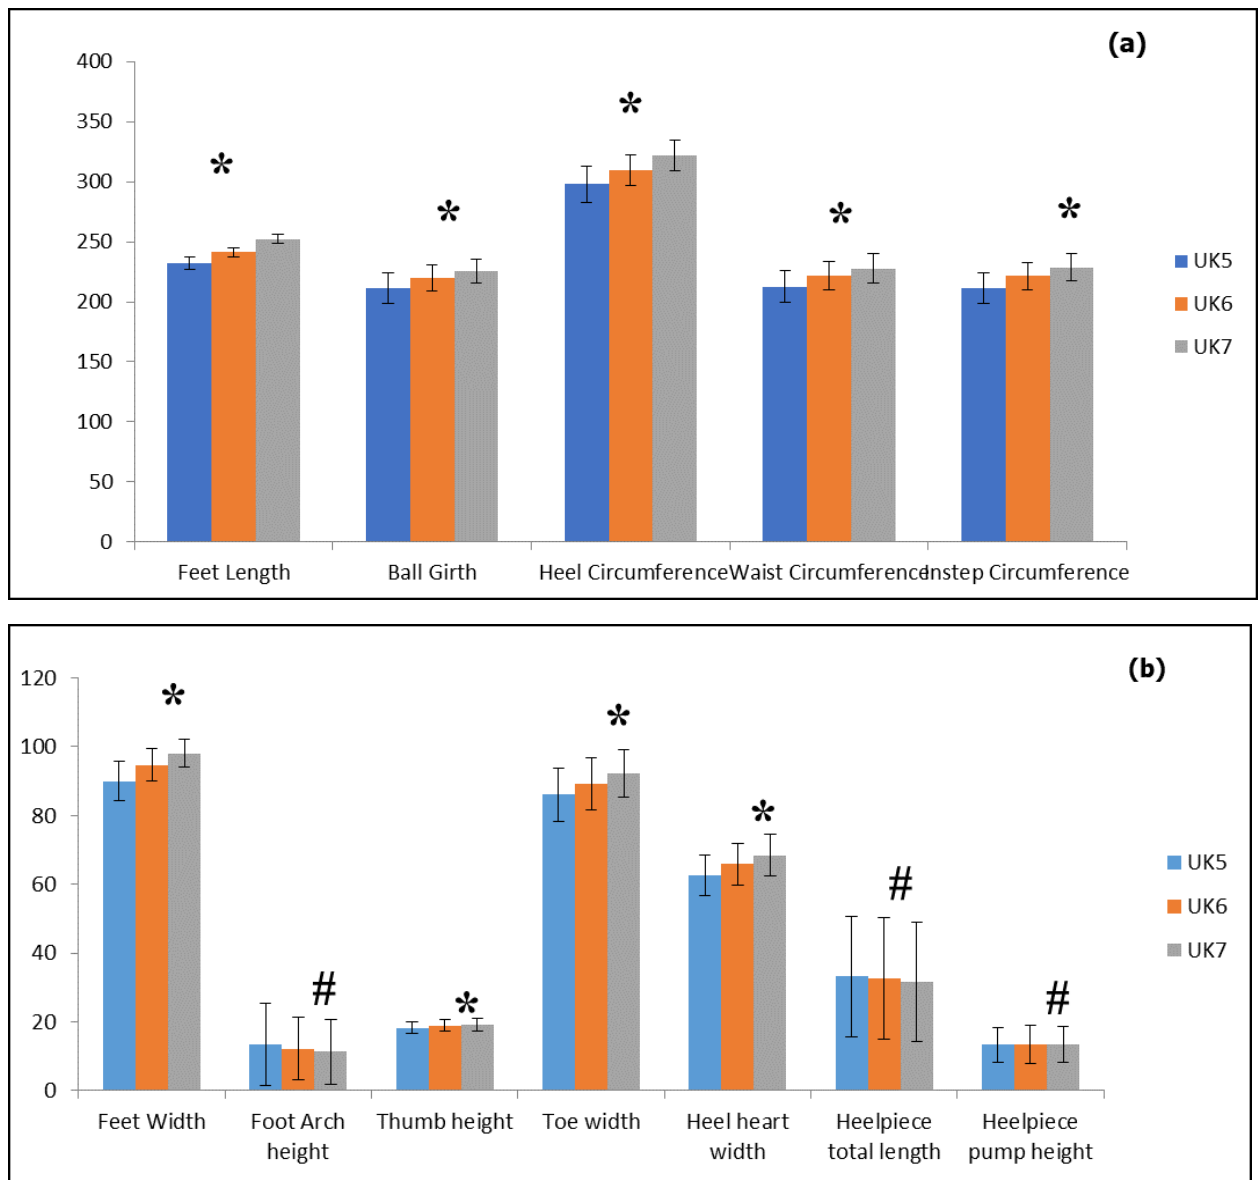 (a)
400
350
300
250
200
150
100
50
0
*
*
*
*
*
Feet Length
Ball Girth
Heel Circumference
Waist Circumference
Instep Circumference
UK5
UK6
UK7
(b)
120
100
80
60
40
20
0
*
#
*
*
*
#
#
Feet Width
Foot Arch
height
Thumb height
Toe width
Heel heart
width
Heelpiece
total length
Heelpiece
pump height
UK5
UK6
UK7